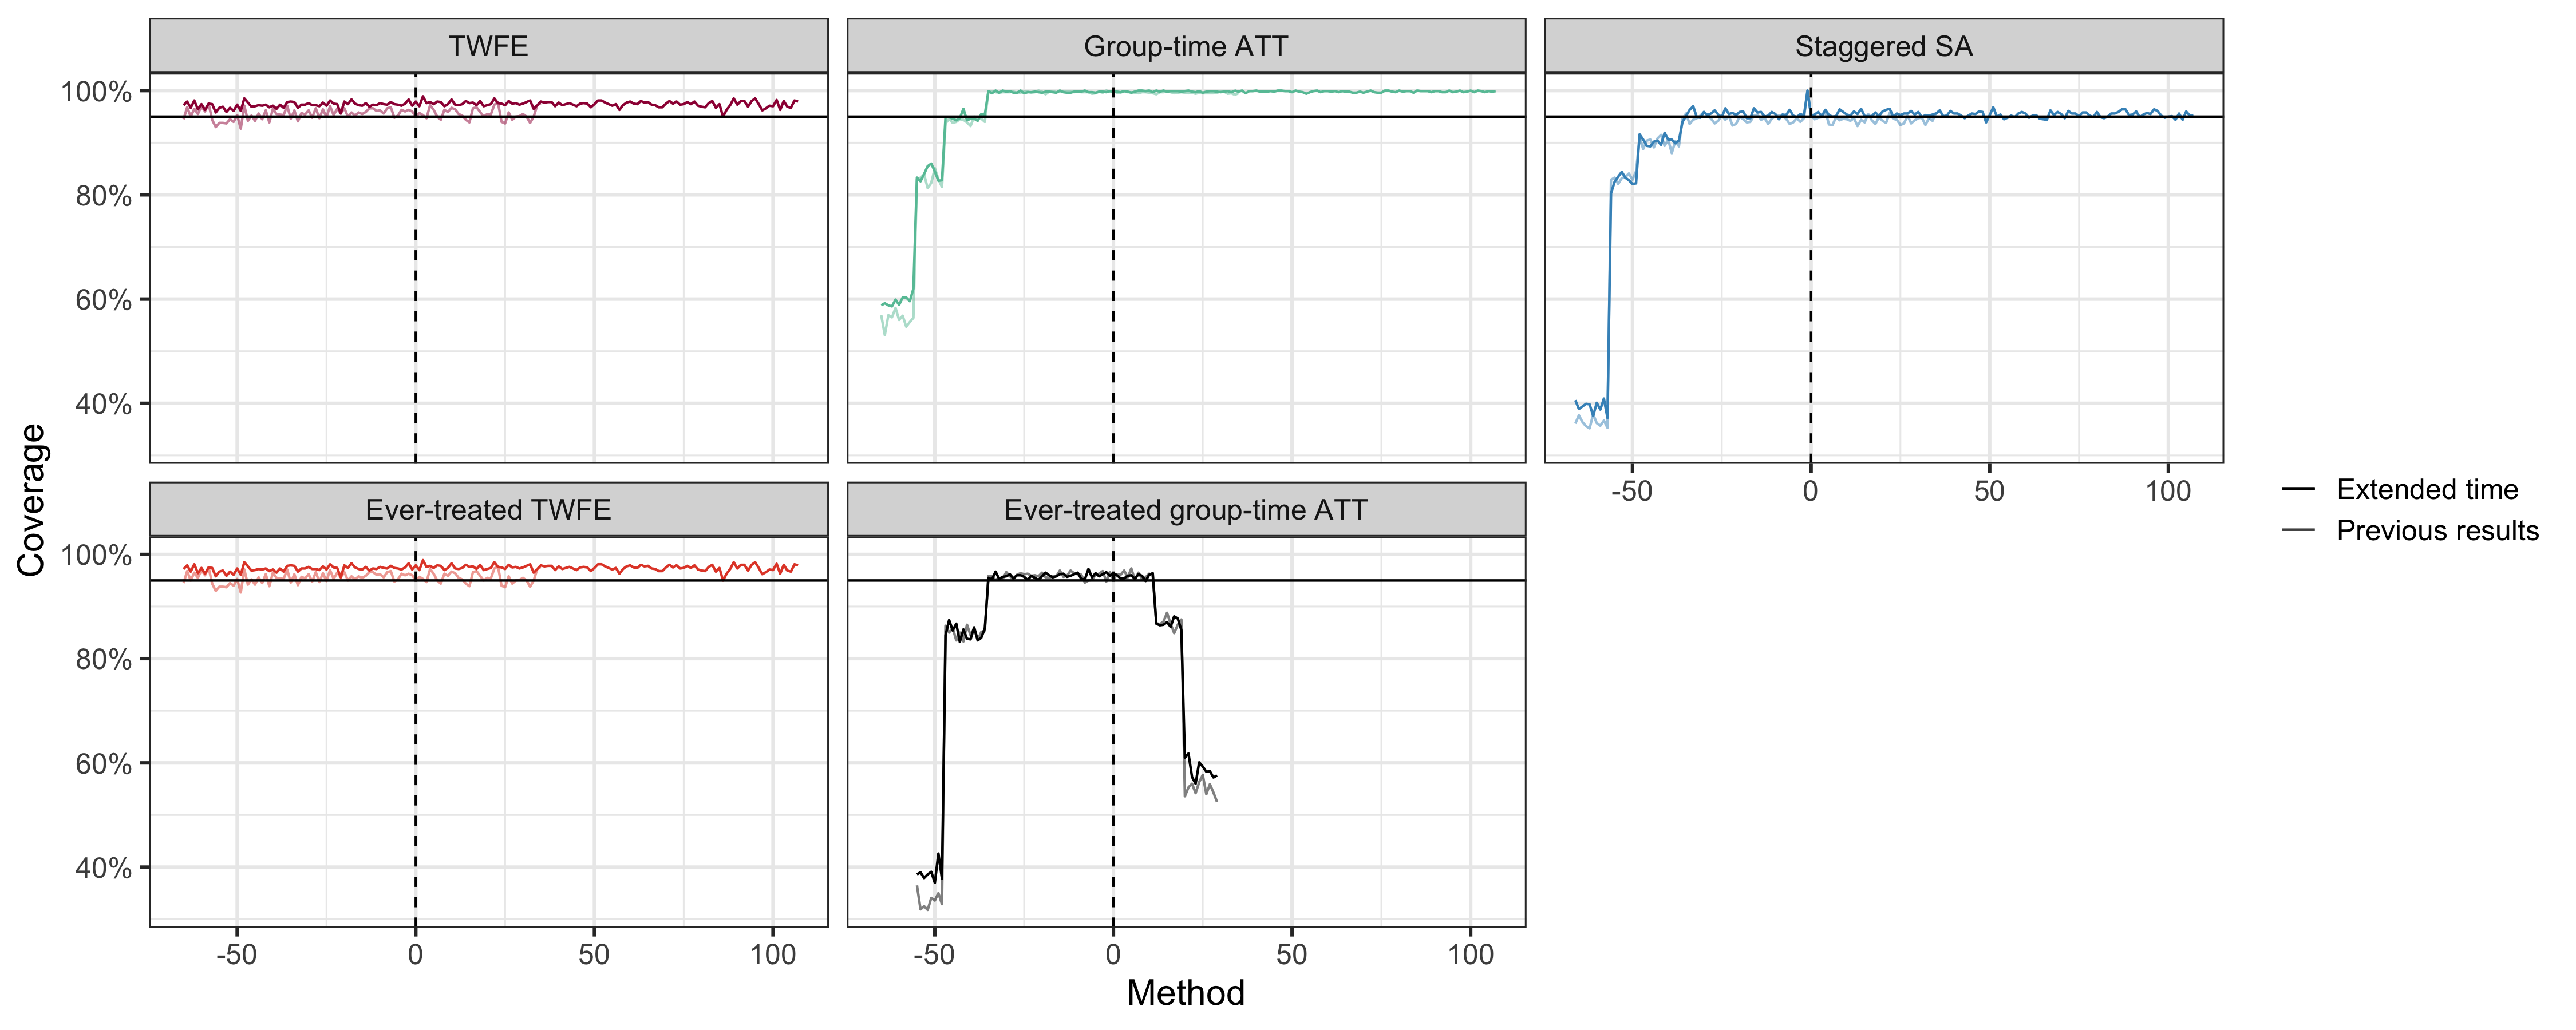 TWFE
Group-time ATT
Staggered SA
100%
80%
60%
40%
-50
0
50
100
Ever-treated TWFE
Ever-treated group-time ATT
100%
80%
60%
40%
-50
0
50
100
-50
0
50
100
Coverage
Method
Extended time
Previous results